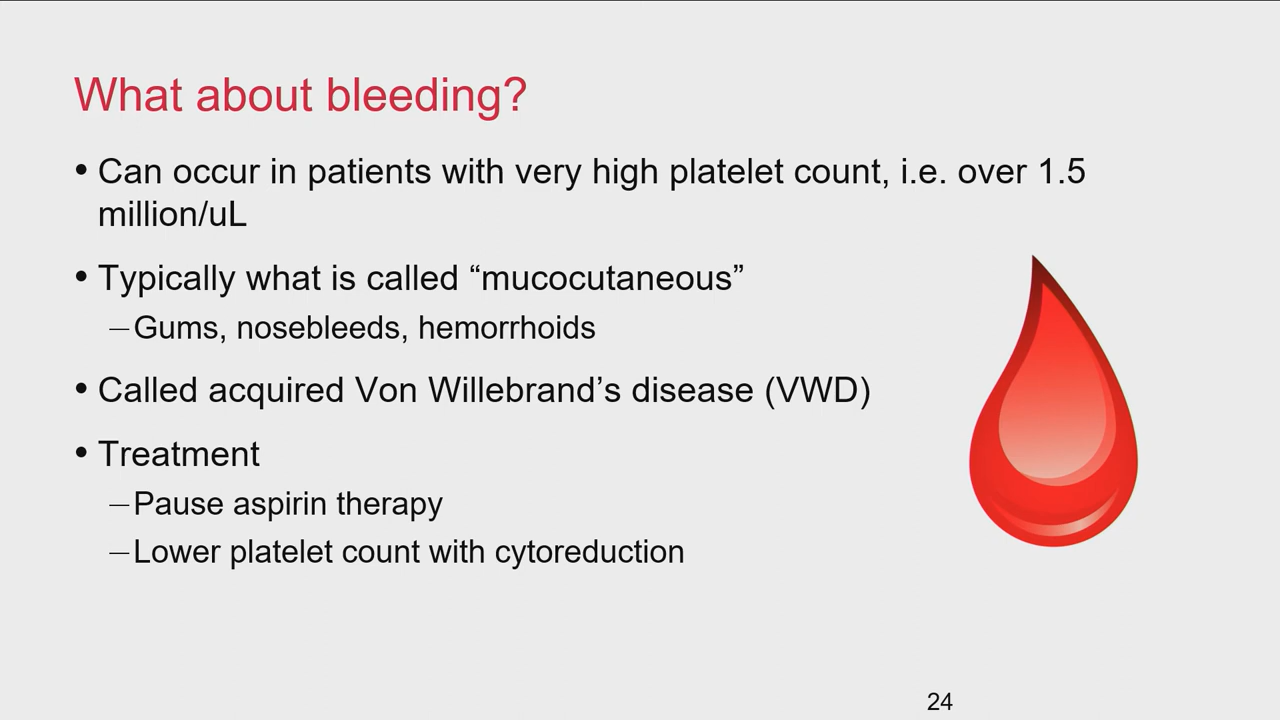 What about bleeding?
• Can occur in patients with very high platelet count, i.e. over 1.5
million/uL
• Typically what is called “mucocutaneous”
–Gums, nosebleeds, hemorrhoids
• Called acquired Von Willebrand’s disease (VWD)
• Treatment
–Pause aspirin therapy
–Lower platelet count with cytoreduction
24